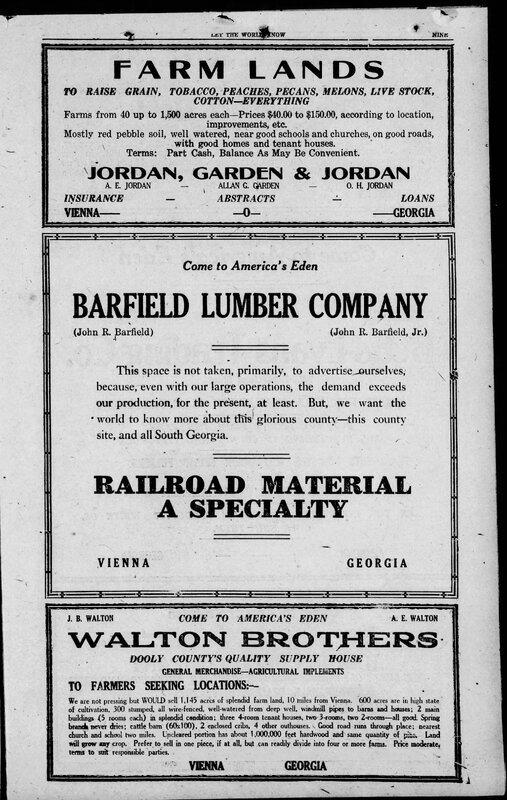 LET THE WORLD KNOW
NINE
FARM LANDS
TO RAISE GRAIN, TOBACCO, PEACHES, PECANS, MELONS, LIVE STOCK,
COTTON—EVERYTHING
Farms from 40 up to 1,500 acres each—Prices $40.00 to $150.00, according to location,
improvements, etc.
Mostly red pebble soil, well watered, near good schools and churches, on good roads,
with good homes and tenant houses.
Terms: Part Cash, Balance As May Be Convenient.
JORDAN, GARDEN & JORDAN
A. E. JORDAN — ALLAN G. GARDEN — O. H. JORDAN
INSURANCE — ABSTRACTS — LOANS
VIENNA— —O— —GEORGIA
Come to America's Eden
BARFIELD LUMBER COMPANY
(John R. Barfield) (John R. Barfield, Jr.)
This space is not taken, primarily, to advertise ourselves,
because, even with our large operations, the demand exceeds
our production, for the present, at least. But, we want the
world to know more about this glorious county—this county
site, and all South Georgia.
RAILROAD MATERIAL
A SPECIALTY
VIENNA GEORGIA
J. B. WALTON COME TO AMERICA'S EDEN A. E. WALTON
WALTON BROTHERS
DOOLY COUNTY'S QUALITY SUPPLY HOUSE
GENERAL MERCHANDISE—AGRICULTURAL IMPLEMENTS
TO FARMERS SEEKING LOCATIONS:—
We are not pressing but WOULD sell 1,145 acres of splendid farm land, 10 miles from Vienna. 600 acres are in high state
of cultivation, 300 stumped, all wire-fenced, well-watered from deep well, windmill pipes to barns and houses; 2 main
buildings (5 rooms each) in splendid condition; three 4-room tenant houses, two 3-rooms, two 2-rooms—all good. Spring
branch never dries; cattle barn (60x100), 2 enclosed cribs, 4 other outhouses. Good road runs through place; nearest
church and school two miles. Uncleared portion has about 1,000,000 feet hardwood and same quantity of pine. Land
will grow any crop. Prefer to sell in one piece, if at all, but can readily divide into four or more farms. Price moderate,
terms to suit responsible parties.
VIENNA GEORGIA